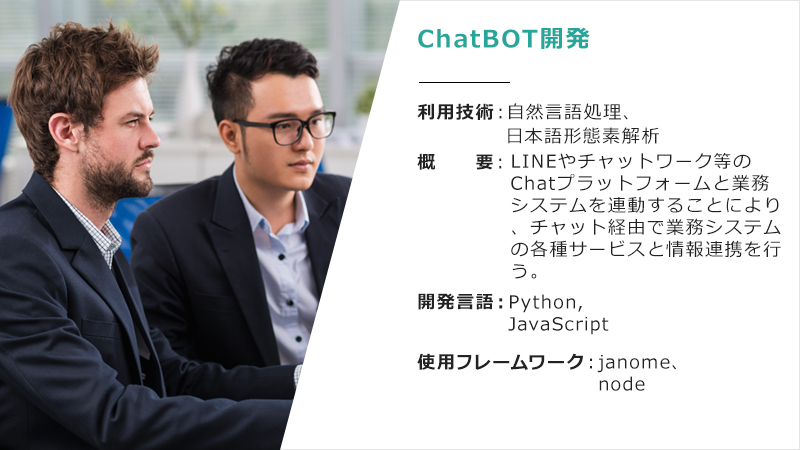 ChatBOT開発
利用技術：自然言語処理、
日本語形態素解析
概　　要：LINEやチャットワーク等の
Chatプラットフォームと業務
システムを連動することにより
、チャット経由で業務システム
の各種サービスと情報連携を行
う。
開発言語：Python,
JavaScript
使用フレームワーク：janome、
node